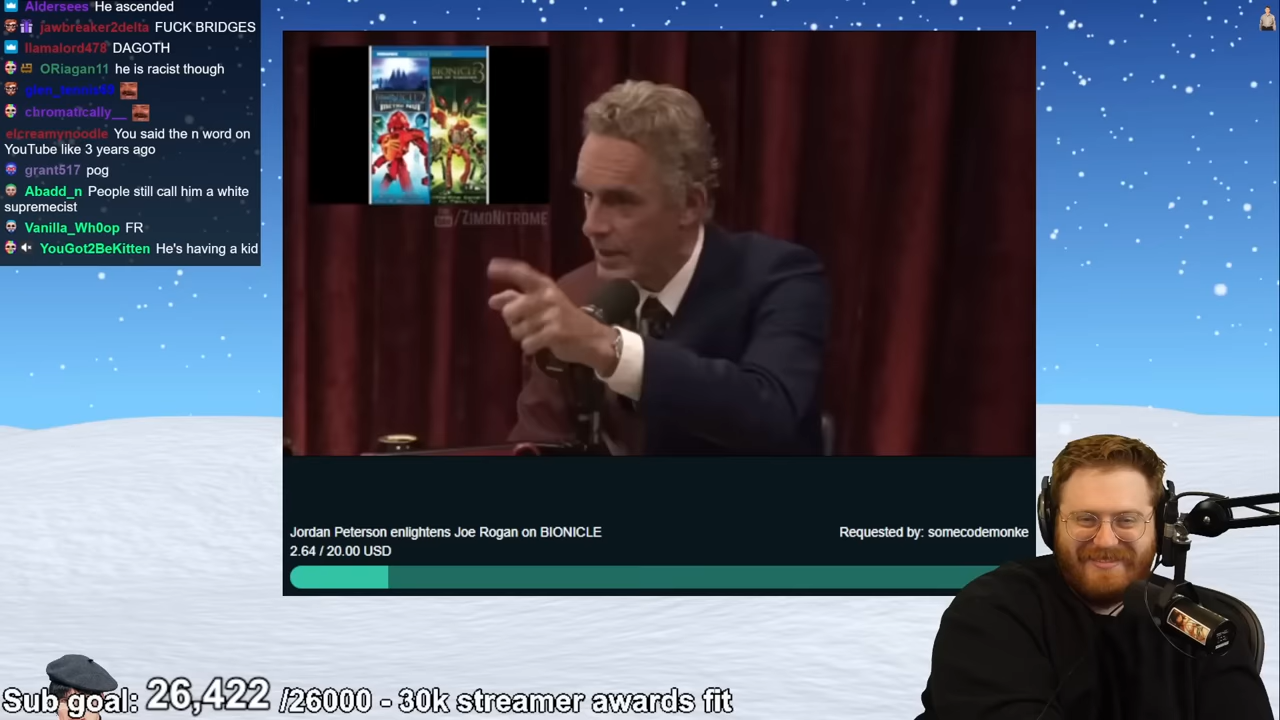 Aldersees He ascended
jawbreaker2delta FUCK BRIDGES
llamalord478 DAGOTH
ORiagan11 he is racist though
chromatically__
elcreamynoodle You said the n word on
YouTube like 3 years ago
grant517 pog
Abadd_n People still call him a white
supremecist
Vanilla_Wh0op FR
YouGot2BeKitten He's having a kid
BIONICLE 3
/ZIMONITROME
Jordan Peterson enlightens Joe Rogan on BIONICLE
Requested by: somecodemonke
2.64 / 20.00 USD
Sub goal: 26,422 /26000 - 30k streamer awards fit